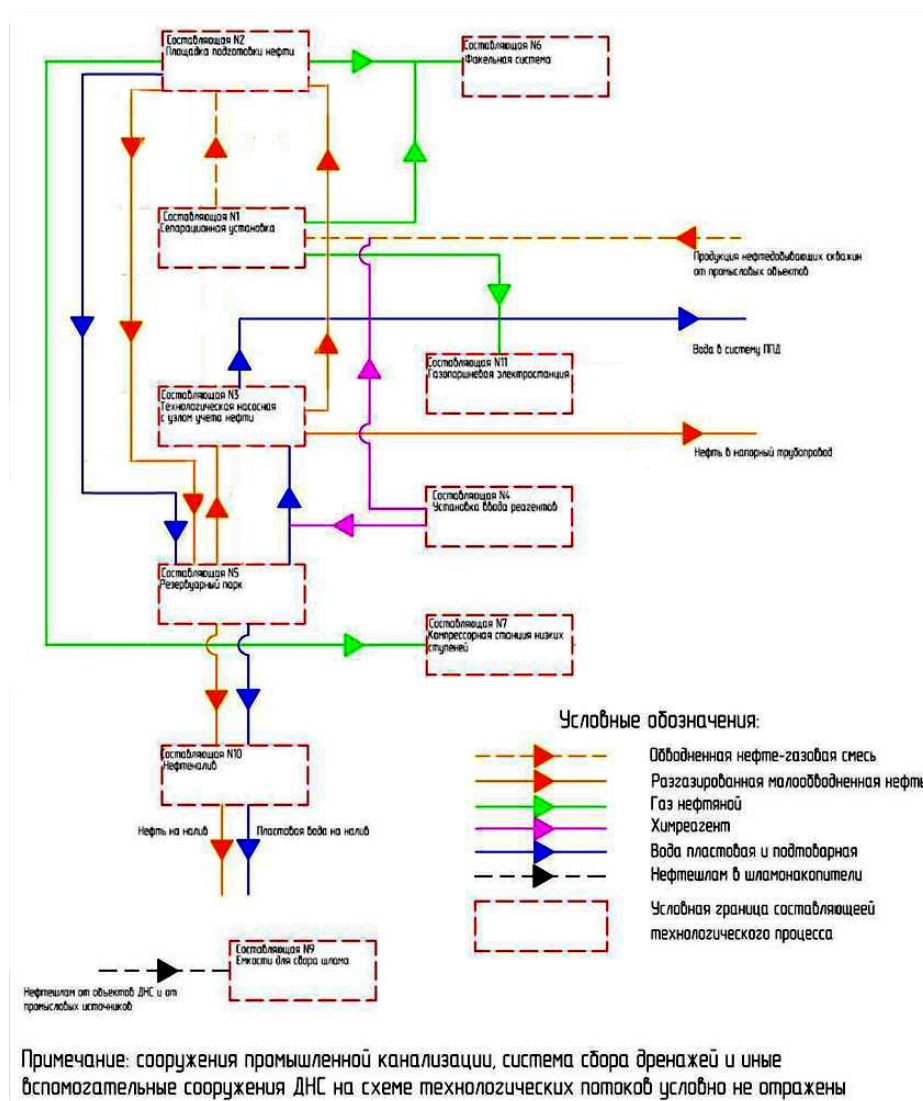 Составляющая N2
Площадка подготовки нефти
Составляющая N6
Факельная система
Составляющая N1
Сепарационная установка
Продукция нефтедобывающих скважин
от промысловых объектов
Вода в систему ППД
Составляющая N11
Газопоршневая электростанция
Составляющая N3
Технологическая насосная
с узлом учета нефти
Нефть в напорный трубопровод
Составляющая N4
Установка ввода реагентов
Составляющая N5
Резервуарный парк
Составляющая N7
Компрессорная станция низких
ступеней
Составляющая N10
Нефтеналив
Нефть на налив
Пластовая вода на налив
Условные обозначения:
Обводненная нефте-газовая смесь
Разгазированная малообводненная нефть
Газ нефтяной
Химреагент
Вода пластовая и подтоварная
Нефтешлам в шламонакопители
Условная граница составляющеей
технологического процесса
Составляющая N9
Емкости для сбора шлама
Нефтешлам от объектов ДНС и от
промысловых источников
Примечание: сооружения промышленной канализации, система сбора дренажей и иные
вспомогательные сооружения ДНС на схеме технологических потоков условно не отражены